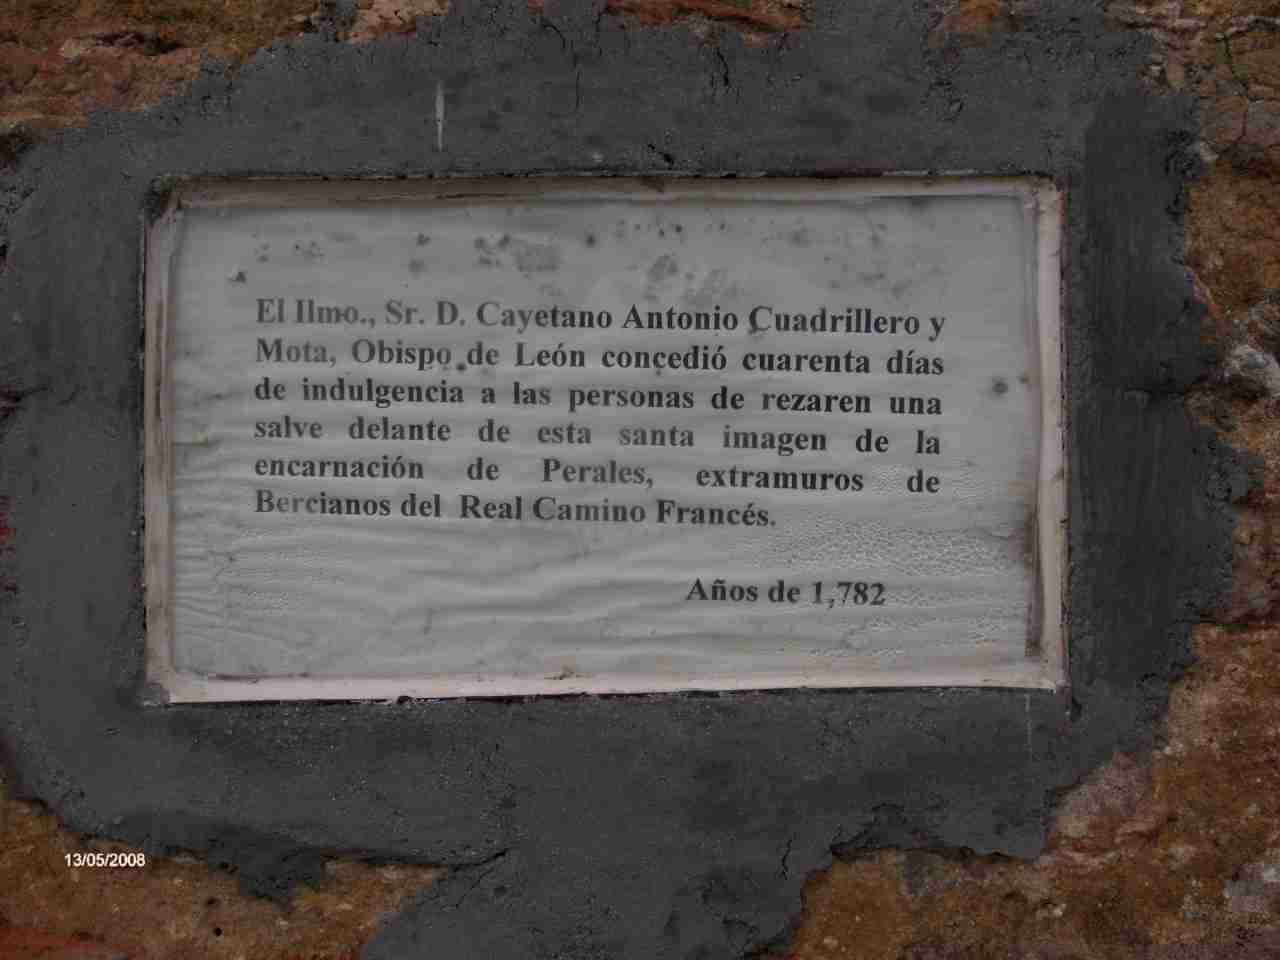 El Ilmo., Sr. D. Cayetano Antonio Cuadrillero y
Mota, Obispo de León concedió cuarenta días
de indulgencia a las personas de rezaren una
salve delante de esta santa imagen de la
encarnación de Perales, extramuros de
Bercianos del Real Camino Francés.
Años de 1,782
13/05/2008